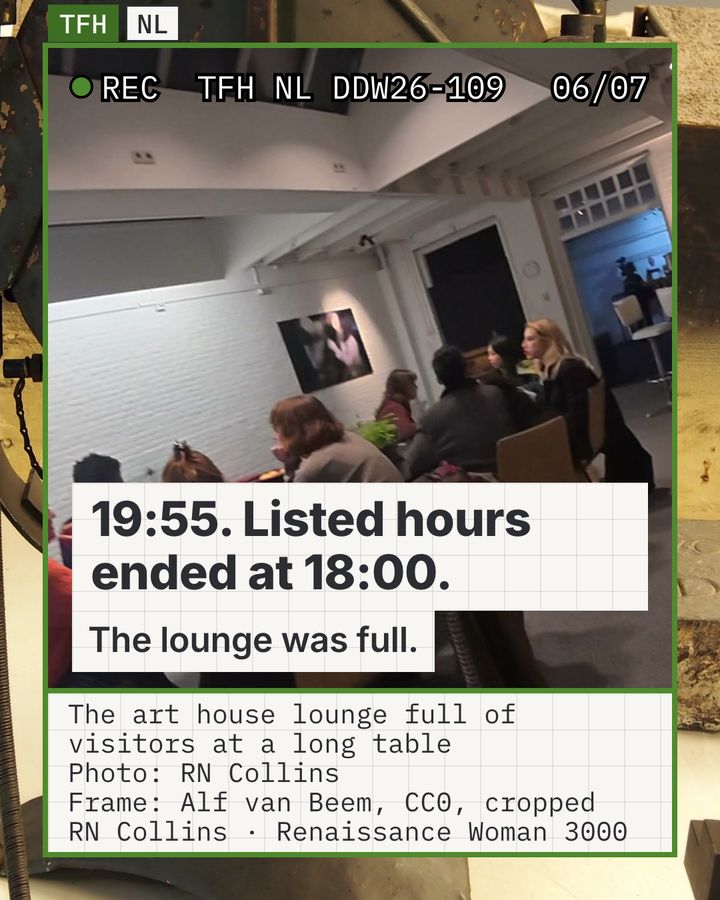 TFH NL
REC TFH NL DDW26-109 06/07
19:55. Listed hours
ended at 18:00.
The lounge was full.
The art house lounge full of
visitors at a long table
Photo: RN Collins
Frame: Alf van Beem, CC0, cropped
RN Collins · Renaissance Woman 3000